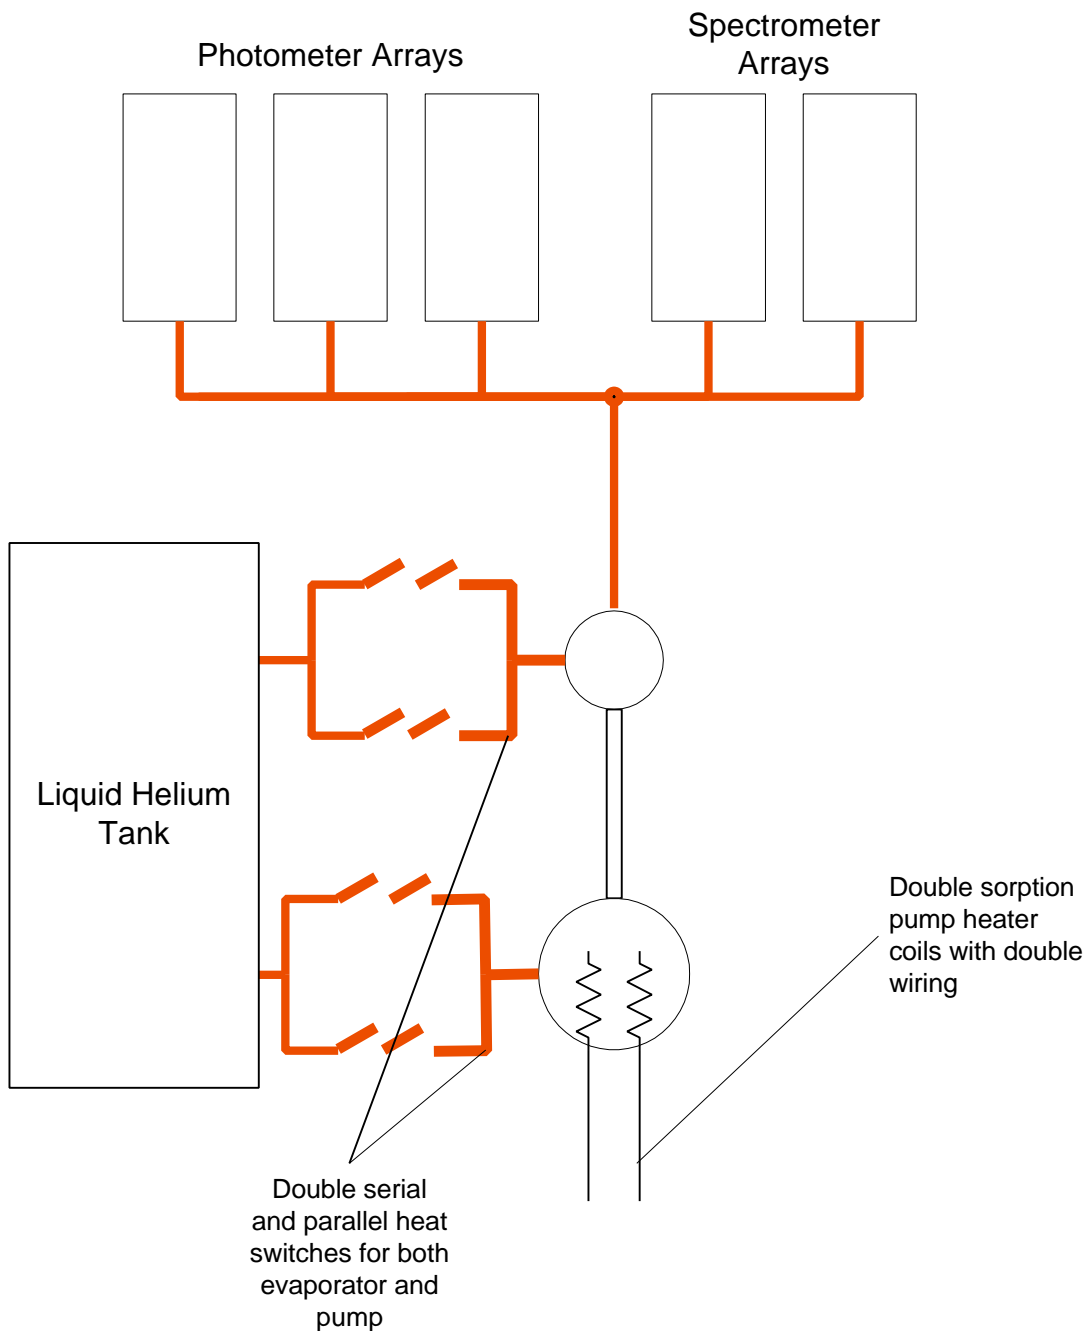 Photometer Arrays
Spectrometer
Arrays
Liquid Helium
Tank
Double sorption
pump heater
coils with double
wiring
Double serial
and parallel heat
switches for both
evaporator and
pump